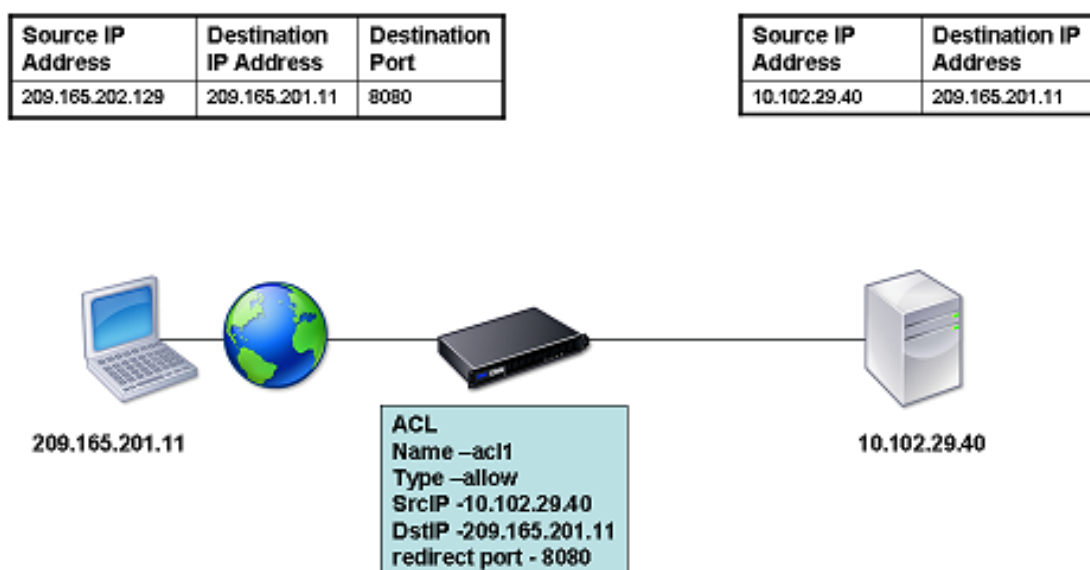 Source IP Address
Destination IP Address
Destination Port
209.165.202.129
209.165.201.11
8080
Source IP Address
Destination IP Address
10.102.29.40
209.165.201.11
209.165.201.11
10.102.29.40
ACL
Name –acl1
Type –allow
SrcIP -10.102.29.40
DstIP -209.165.201.11
redirect port - 8080